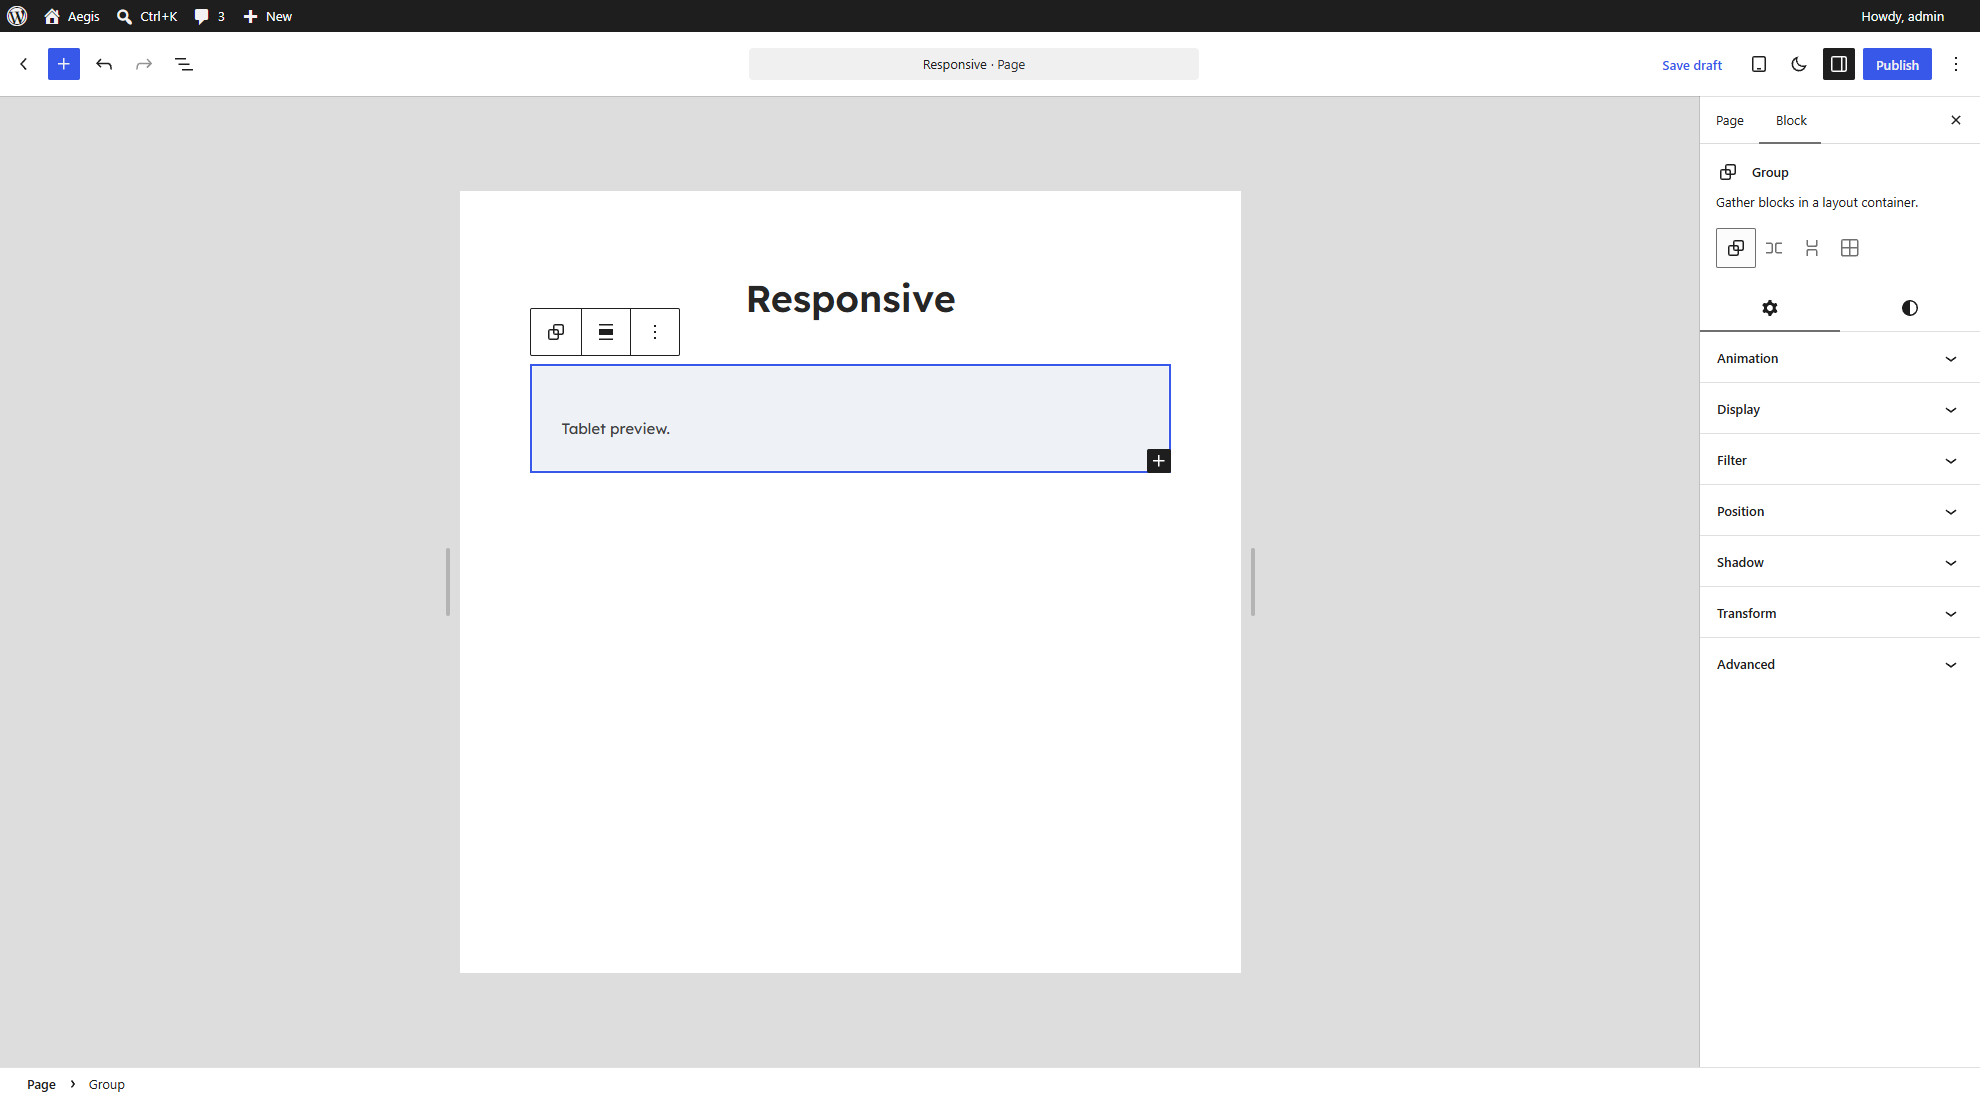 Aegis Ctrl+K 3 New Howdy, admin
Responsive · Page Save draft Publish
Page Block
Group
Gather blocks in a layout container.
Responsive
Tablet preview.
Animation
Display
Filter
Position
Shadow
Transform
Advanced
Page › Group